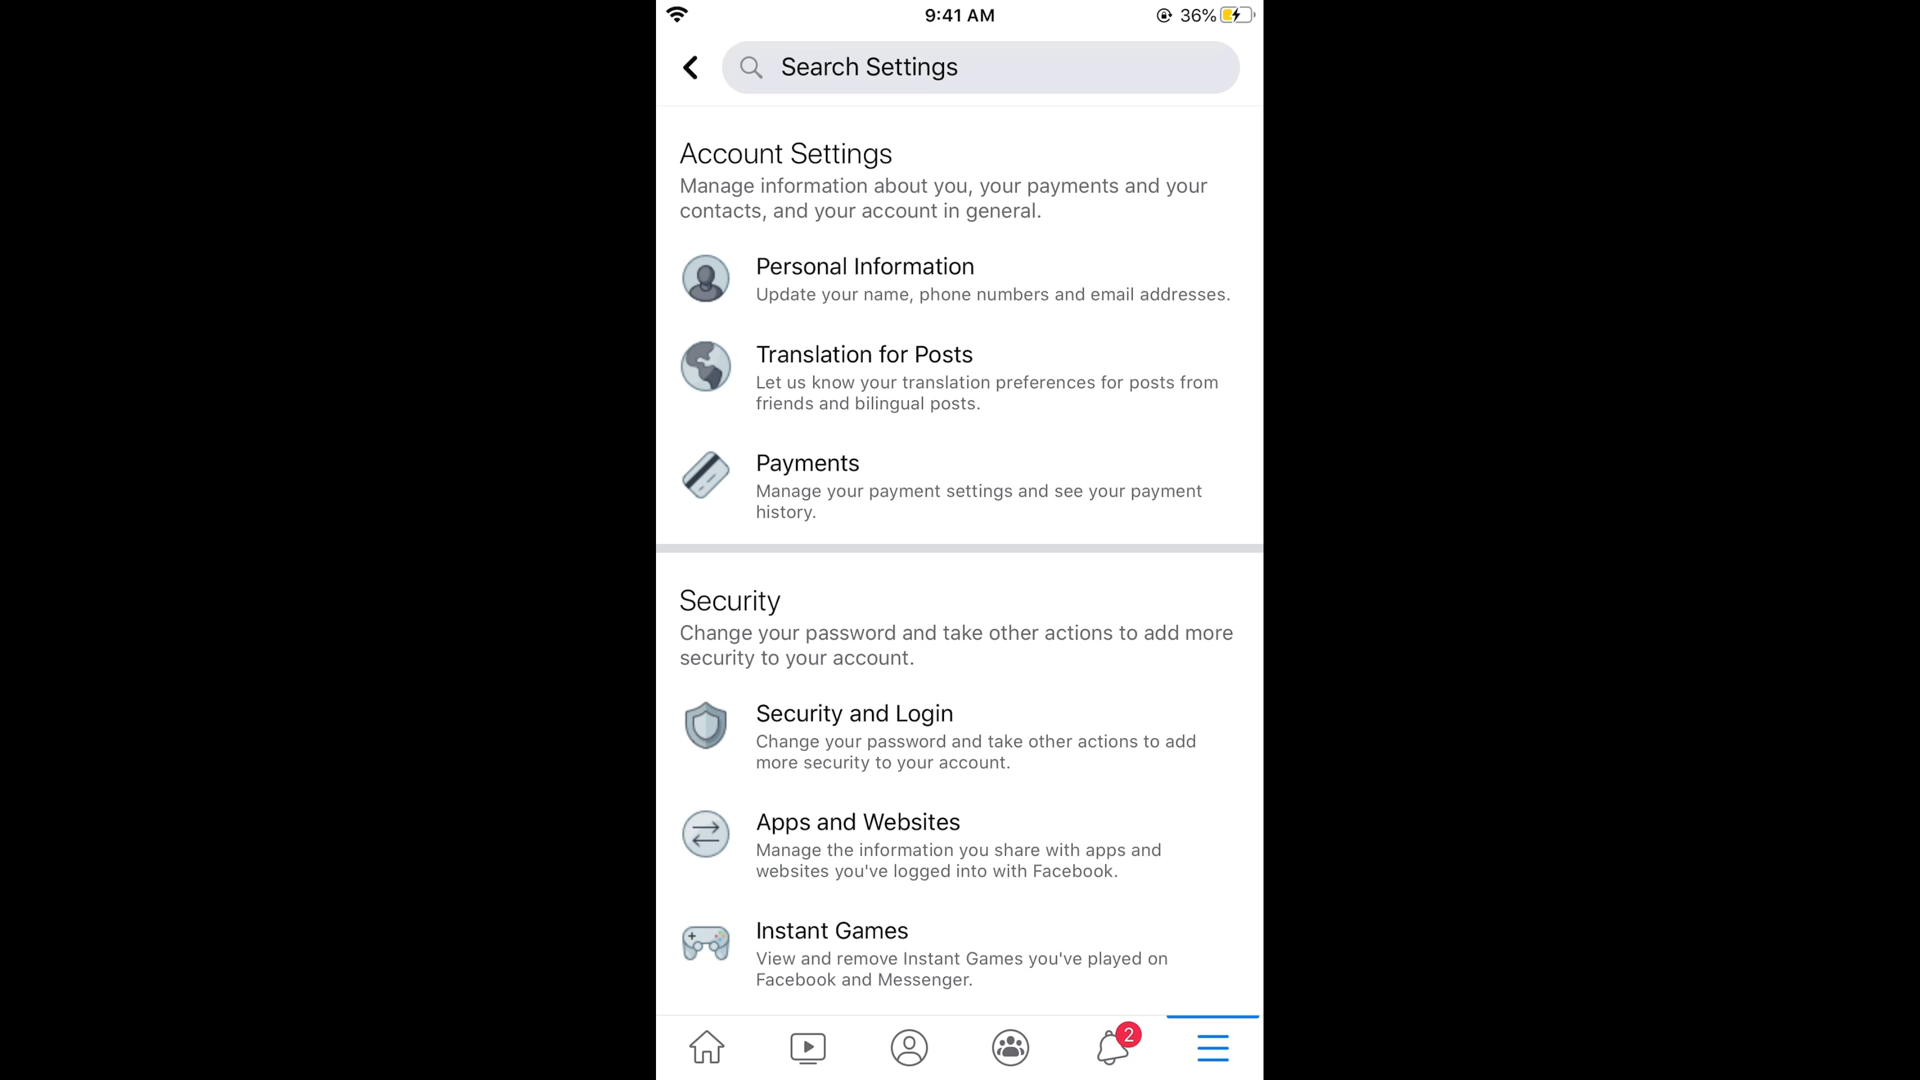 9:41 AM
36%
Search Settings
Account Settings
Manage information about you, your payments and your
contacts, and your account in general.
Personal Information
Update your name, phone numbers and email addresses.
Translation for Posts
Let us know your translation preferences for posts from
friends and bilingual posts.
Payments
Manage your payment settings and see your payment
history.
Security
Change your password and take other actions to add more
security to your account.
Security and Login
Change your password and take other actions to add
more security to your account.
Apps and Websites
Manage the information you share with apps and
websites you've logged into with Facebook.
Instant Games
View and remove Instant Games you've played on
Facebook and Messenger.
2